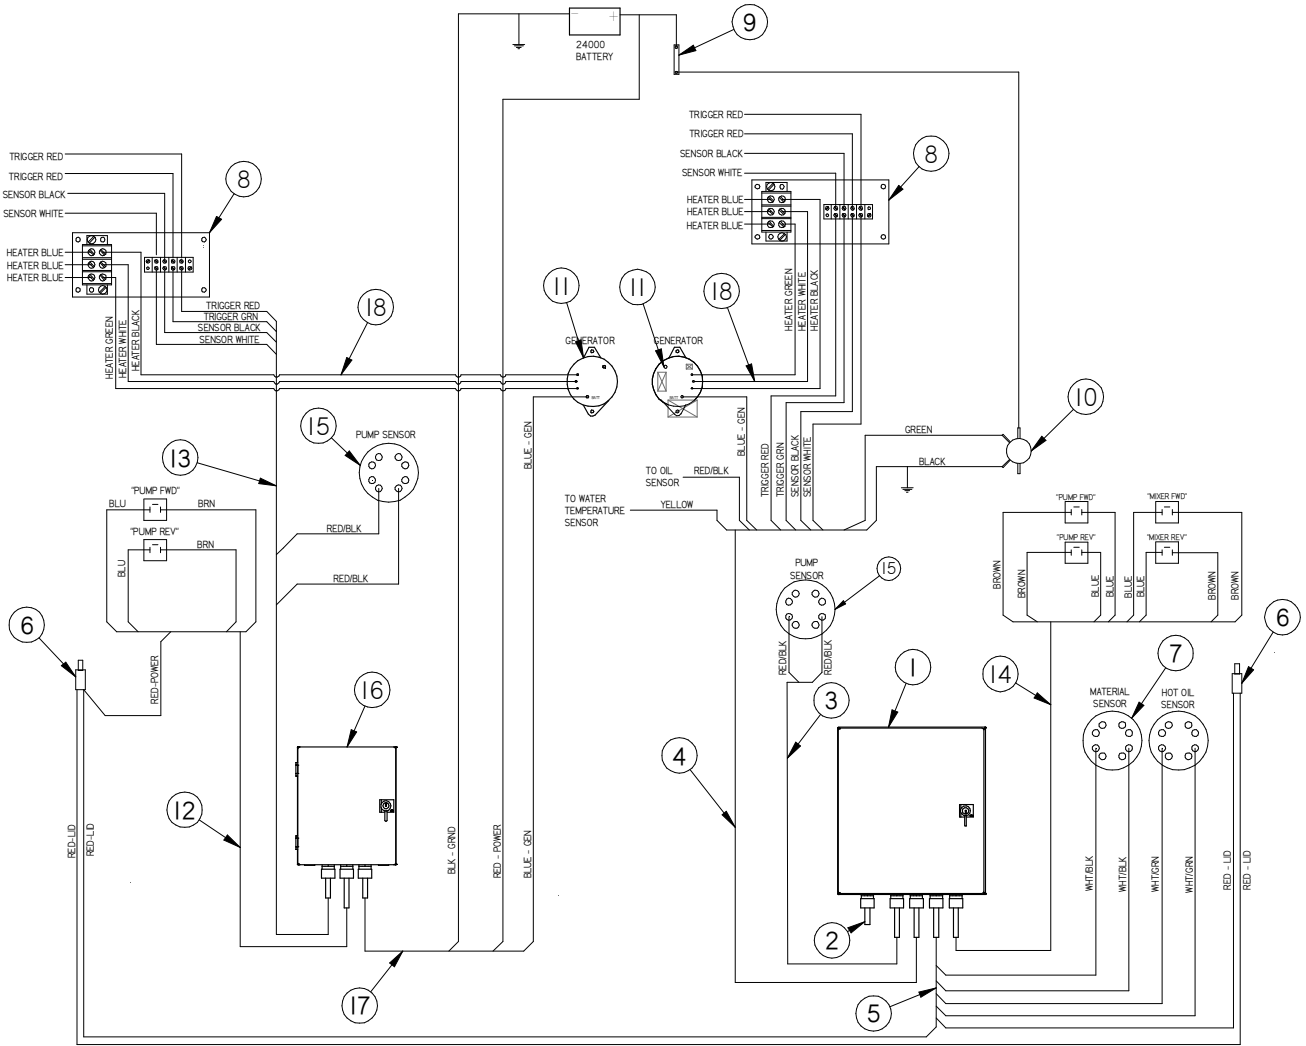 24000
BATTERY
9
TRIGGER RED
TRIGGER RED
SENSOR BLACK
SENSOR WHITE
HEATER BLUE
HEATER BLUE
HEATER BLUE
8
TRIGGER RED
TRIGGER RED
SENSOR BLACK
SENSOR WHITE
HEATER BLUE
HEATER BLUE
HEATER BLUE
8
TRIGGER RED
TRIGGER GRN
SENSOR BLACK
SENSOR WHITE
HEATER GREEN
HEATER WHITE
HEATER BLACK
18
11
GENERATOR
BATT
11
GENERATOR
BATT
18
HEATER GREEN
HEATER WHITE
HEATER BLACK
10
GREEN
BLACK
BLUE - GEN
BLUE - GEN
TRIGGER RED
TRIGGER GRN
SENSOR BLACK
SENSOR WHITE
TO OIL
SENSOR
RED/BLK
TO WATER
TEMPERATURE
SENSOR
YELLOW
15
PUMP SENSOR
13
"PUMP FWD"
BLU
BRN
"PUMP REV"
BLU
BRN
RED/BLK
RED/BLK
"PUMP FWD"
"MIXER FWD"
"PUMP REV"
"MIXER REV"
BROWN
BROWN
BLUE
BLUE
BLUE
BLUE
BROWN
BROWN
PUMP
SENSOR
15
RED/BLK
RED/BLK
6
RED-POWER
16
1
3
4
14
7
MATERIAL
SENSOR
HOT OIL
SENSOR
6
12
RED-LID
RED-LID
BLK - GRND
RED - POWER
BLUE - GEN
WHT/BLK
WHT/BLK
WHT/GRN
WHT/GRN
RED - LID
RED - LID
2
17
5